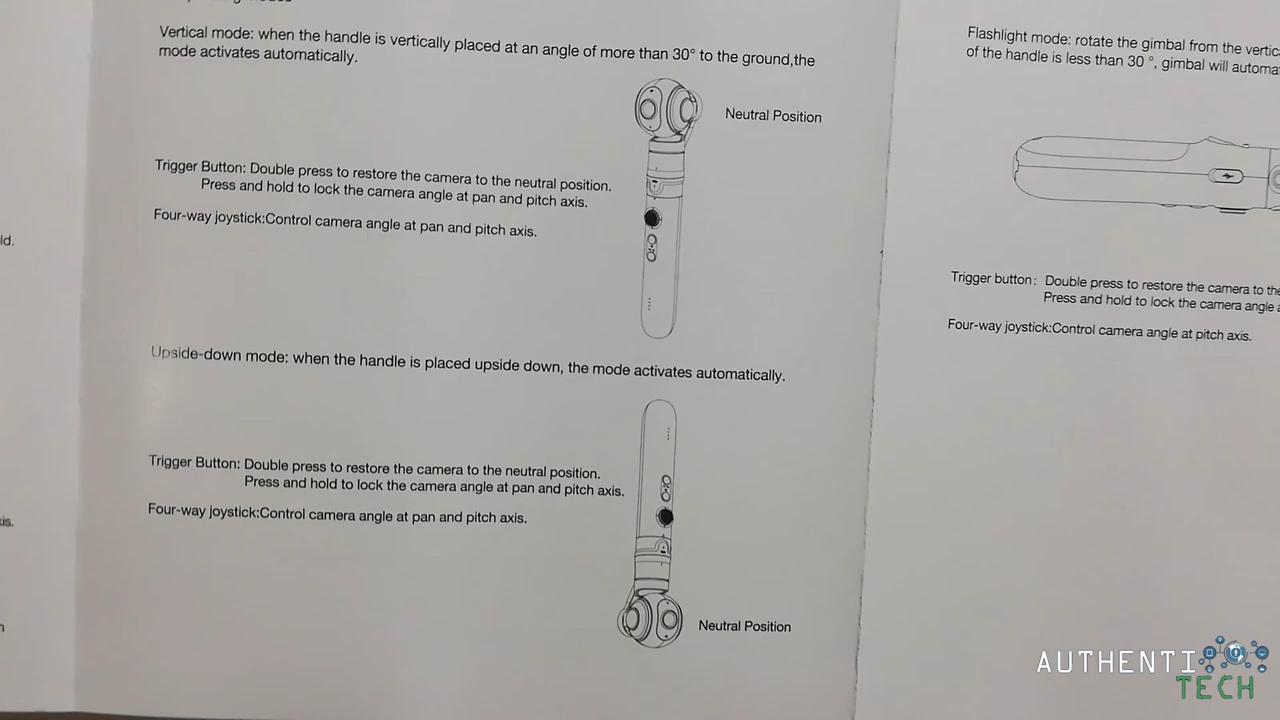 Vertical mode: when the handle is vertically placed at an angle of more than 30° to the ground,the
mode activates automatically.
Neutral Position
Trigger Button: Double press to restore the camera to the neutral position.
Press and hold to lock the camera angle at pan and pitch axis.
Four-way joystick:Control camera angle at pan and pitch axis.
Upside-down mode: when the handle is placed upside down, the mode activates automatically.
Trigger Button: Double press to restore the camera to the neutral position.
Press and hold to lock the camera angle at pan and pitch axis.
Four-way joystick:Control camera angle at pan and pitch axis.
Neutral Position
Flashlight mode: rotate the gimbal from the
of the handle is less than 30 °, gimbal will
Trigger button: Double press to restore the camera to the
Press and hold to lock the camera angle
Four-way joystick:Control camera angle at pitch axis.
AUTHENTI
TECH